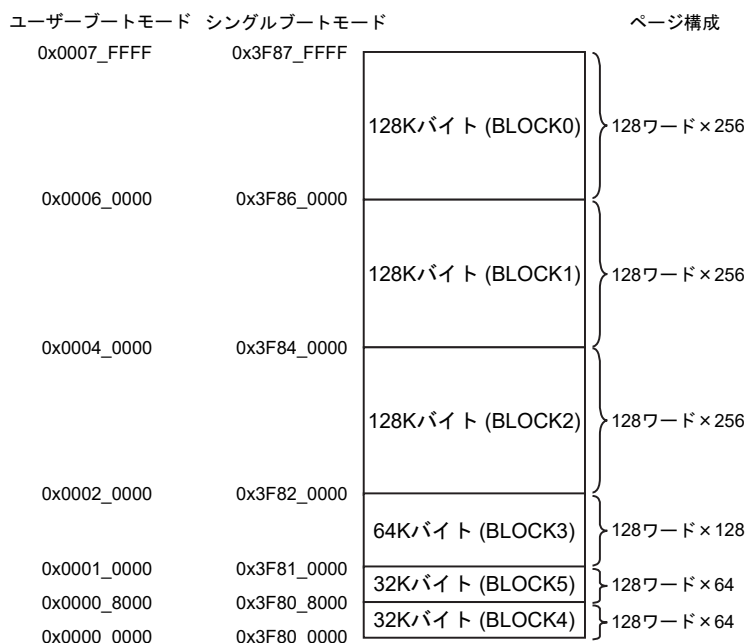 ユーザーブートモード シングルブートモード ページ構成
0x0007_FFFF 0x3F87_FFFF
128Kバイト (BLOCK0) 128ワード×256
0x0006_0000 0x3F86_0000
128Kバイト (BLOCK1) 128ワード×256
0x0004_0000 0x3F84_0000
128Kバイト (BLOCK2) 128ワード×256
0x0002_0000 0x3F82_0000
64Kバイト (BLOCK3) 128ワード×128
0x0001_0000 0x3F81_0000
32Kバイト (BLOCK5) 128ワード×64
0x0000_8000 0x3F80_8000
32Kバイト (BLOCK4) 128ワード×64
0x0000_0000 0x3F80_0000